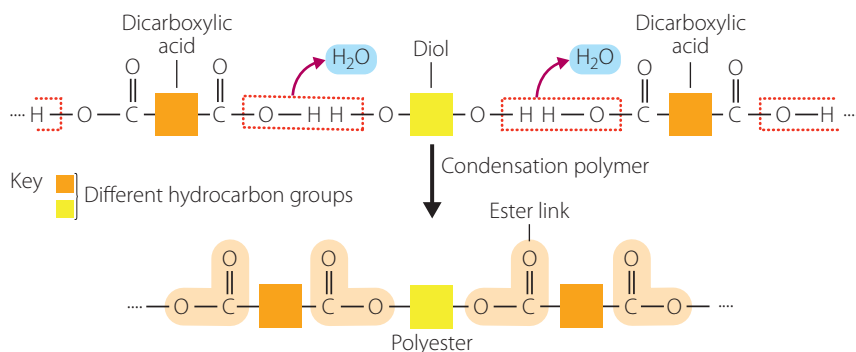 Dicarboxylic acid
Diol
Dicarboxylic acid
H₂O
H₂O
O O O O
···· H — O — C — C — O — H H — O — O — H H — O — C — C — O — H — ····
Condensation polymer
Key
Different hydrocarbon groups
Ester link
O O O O
···· — O — C — C — O — O — C — C — O — ····
Polyester